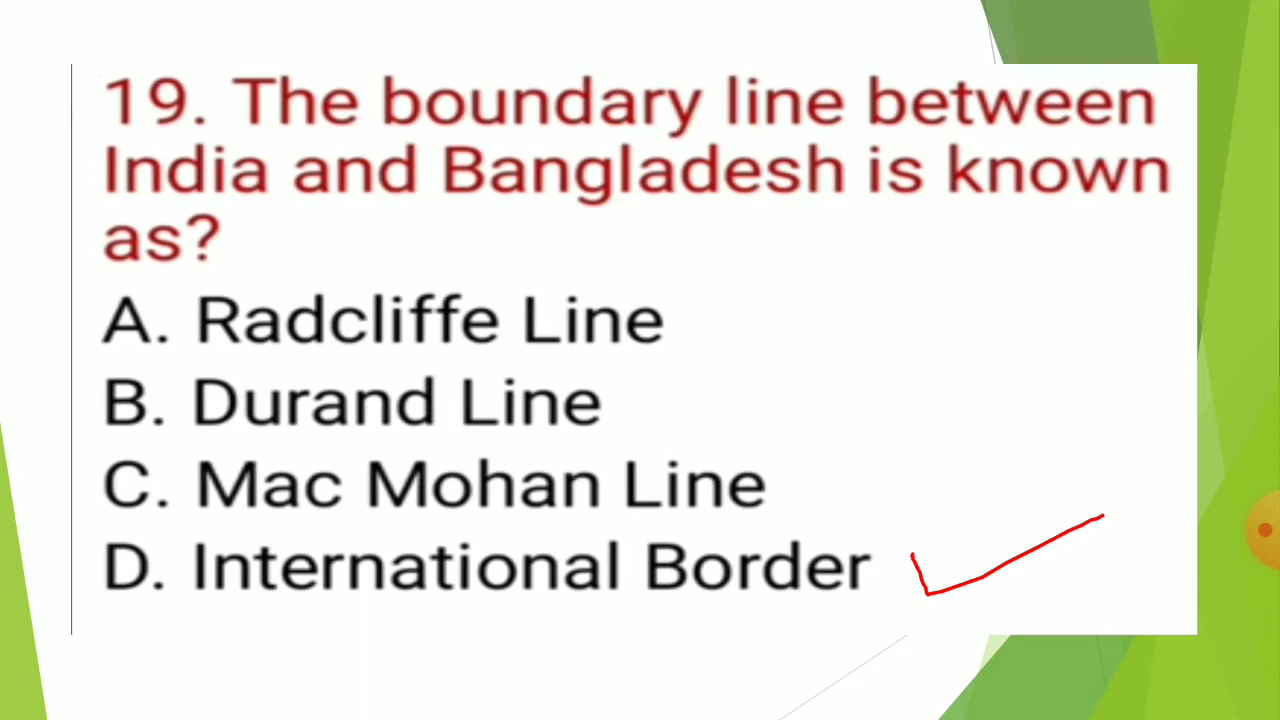 19. The boundary line between
India and Bangladesh is known
as?
A. Radcliffe Line
B. Durand Line
C. Mac Mohan Line
D. International Border